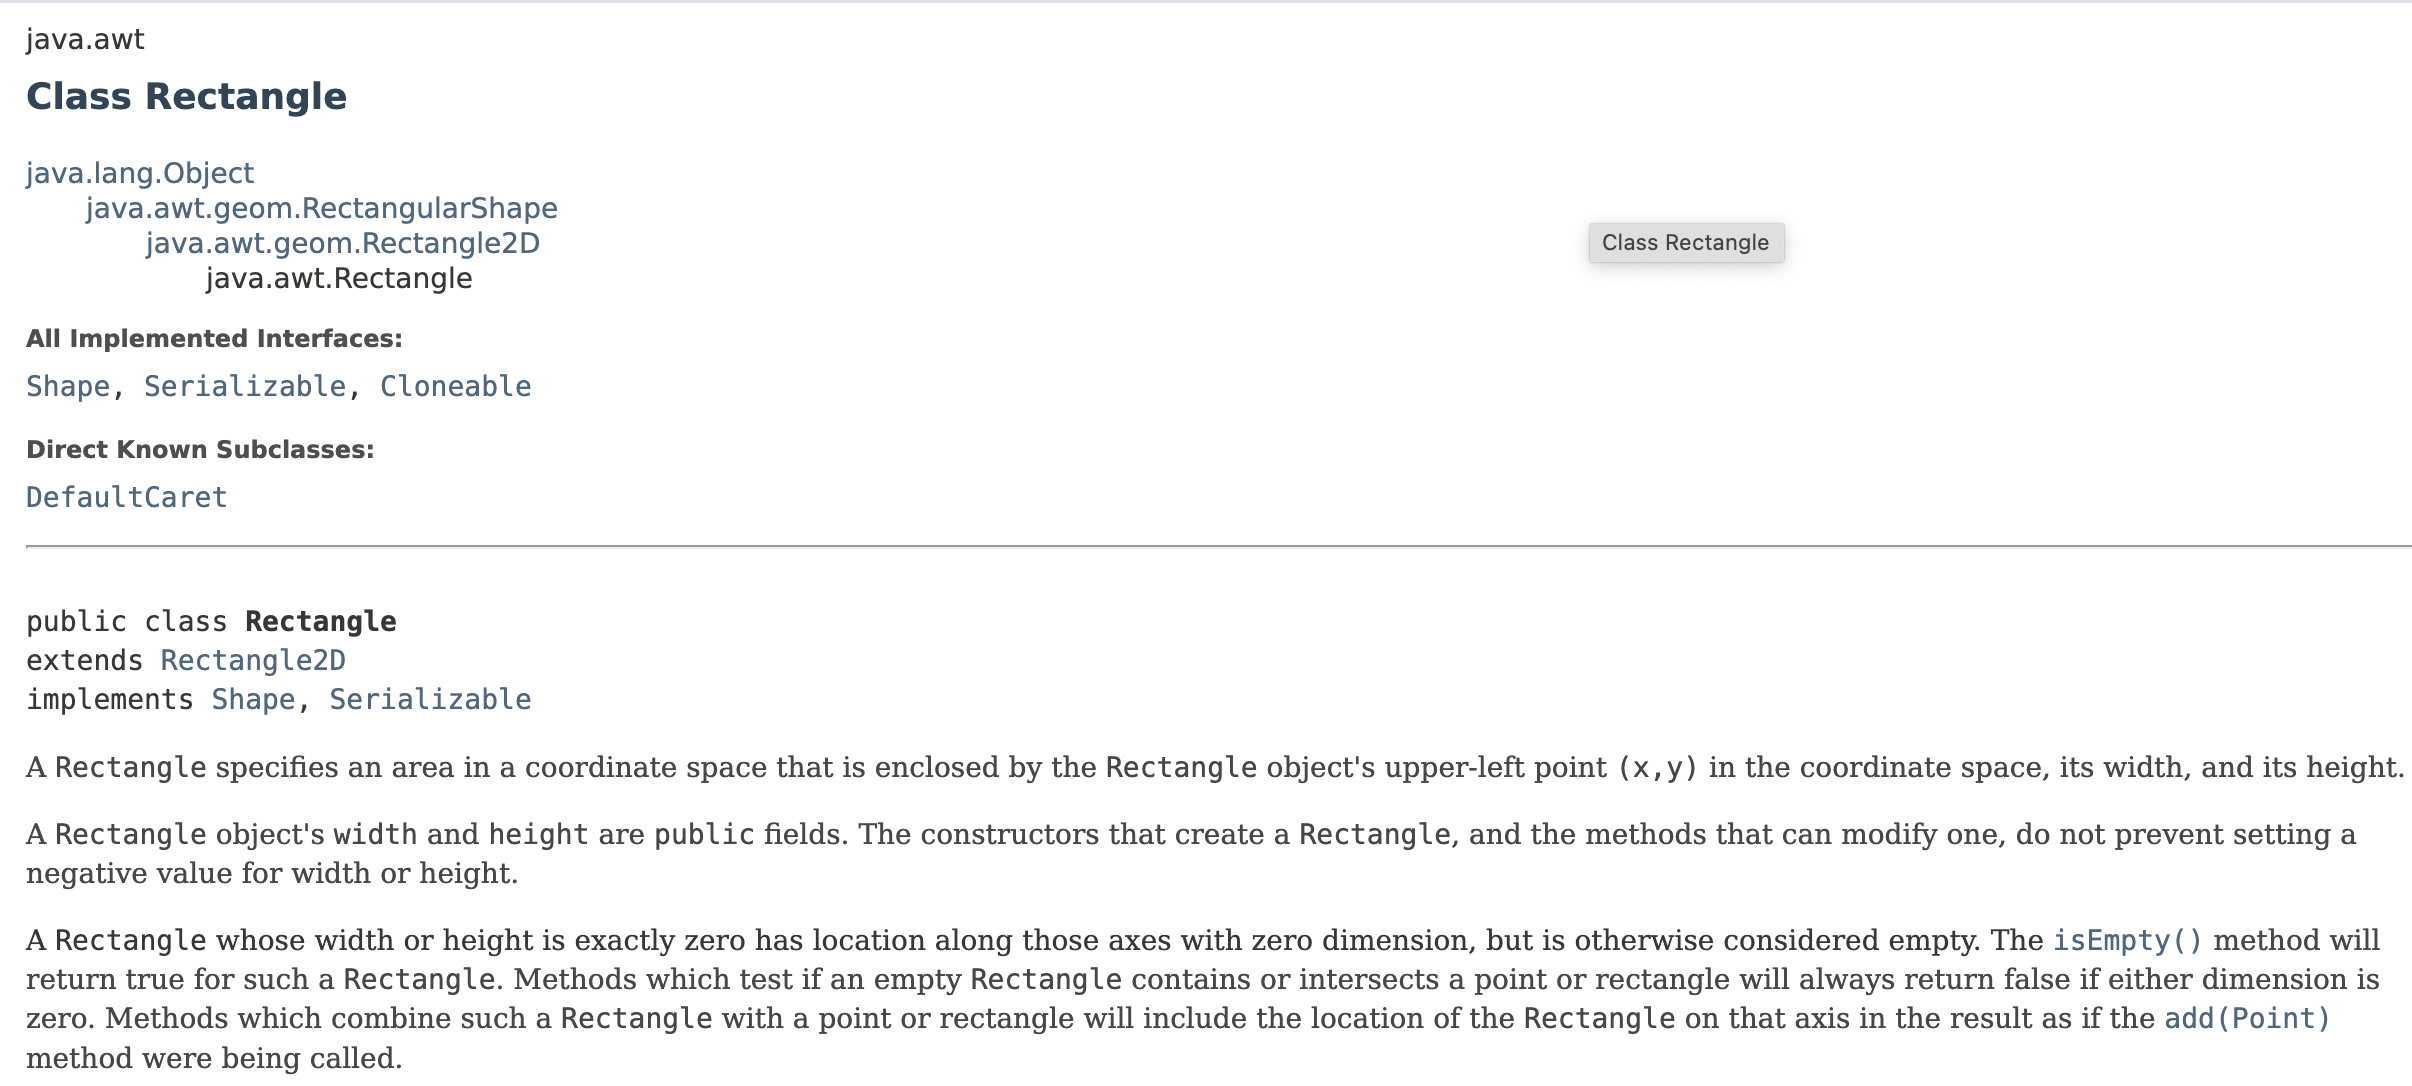 java.awt
Class Rectangle
java.lang.Object
java.awt.geom.RectangularShape
java.awt.geom.Rectangle2D
java.awt.Rectangle
Class Rectangle
All Implemented Interfaces:
Shape, Serializable, Cloneable
Direct Known Subclasses:
DefaultCaret
public class Rectangle
extends Rectangle2D
implements Shape, Serializable
A Rectangle specifies an area in a coordinate space that is enclosed by the Rectangle object's upper-left point (x,y) in the coordinate space, its width, and its height.
A Rectangle object's width and height are public fields. The constructors that create a Rectangle, and the methods that can modify one, do not prevent setting a
negative value for width or height.
A Rectangle whose width or height is exactly zero has location along those axes with zero dimension, but is otherwise considered empty. The isEmpty() method will
return true for such a Rectangle. Methods which test if an empty Rectangle contains or intersects a point or rectangle will always return false if either dimension is
zero. Methods which combine such a Rectangle with a point or rectangle will include the location of the Rectangle on that axis in the result as if the add(Point)
method were being called.